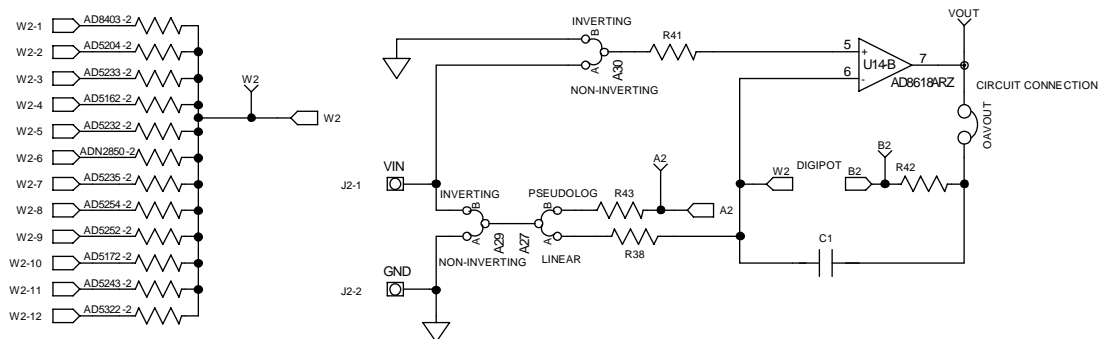 W2-1 AD8403-2
W2-2 AD5204-2
W2-3 AD5233-2
W2-4 AD5162-2
W2-5 AD5232-2
W2-6 ADN2850-2
W2-7 AD5235-2
W2-8 AD5254-2
W2-9 AD5252-2
W2-10 AD5172-2
W2-11 AD5243-2
W2-12 AD5322-2
W2
W2
INVERTING
B
A
A30
NON-INVERTING
R41
VOUT
5
+
6
-
7
U14-B
AD8618ARZ
CIRCUIT CONNECTION
OAVOUT
VIN
J2-1
INVERTING
B
A
A29
NON-INVERTING
PSEUDOLOG
B
A
A27
LINEAR
R43
A2
A2
R38
W2
DIGIPOT
B2
B2
R42
C1
GND
J2-2